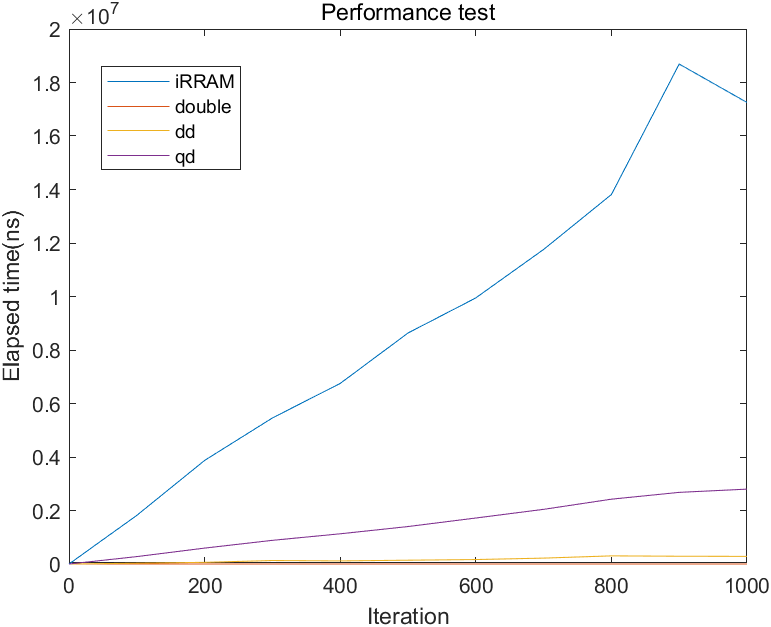 Performance test
×10^7
2
1.8
1.6
1.4
1.2
1
0.8
0.6
0.4
0.2
0
Elapsed time(ns)
iRRAM
double
dd
qd
0 200 400 600 800 1000
Iteration